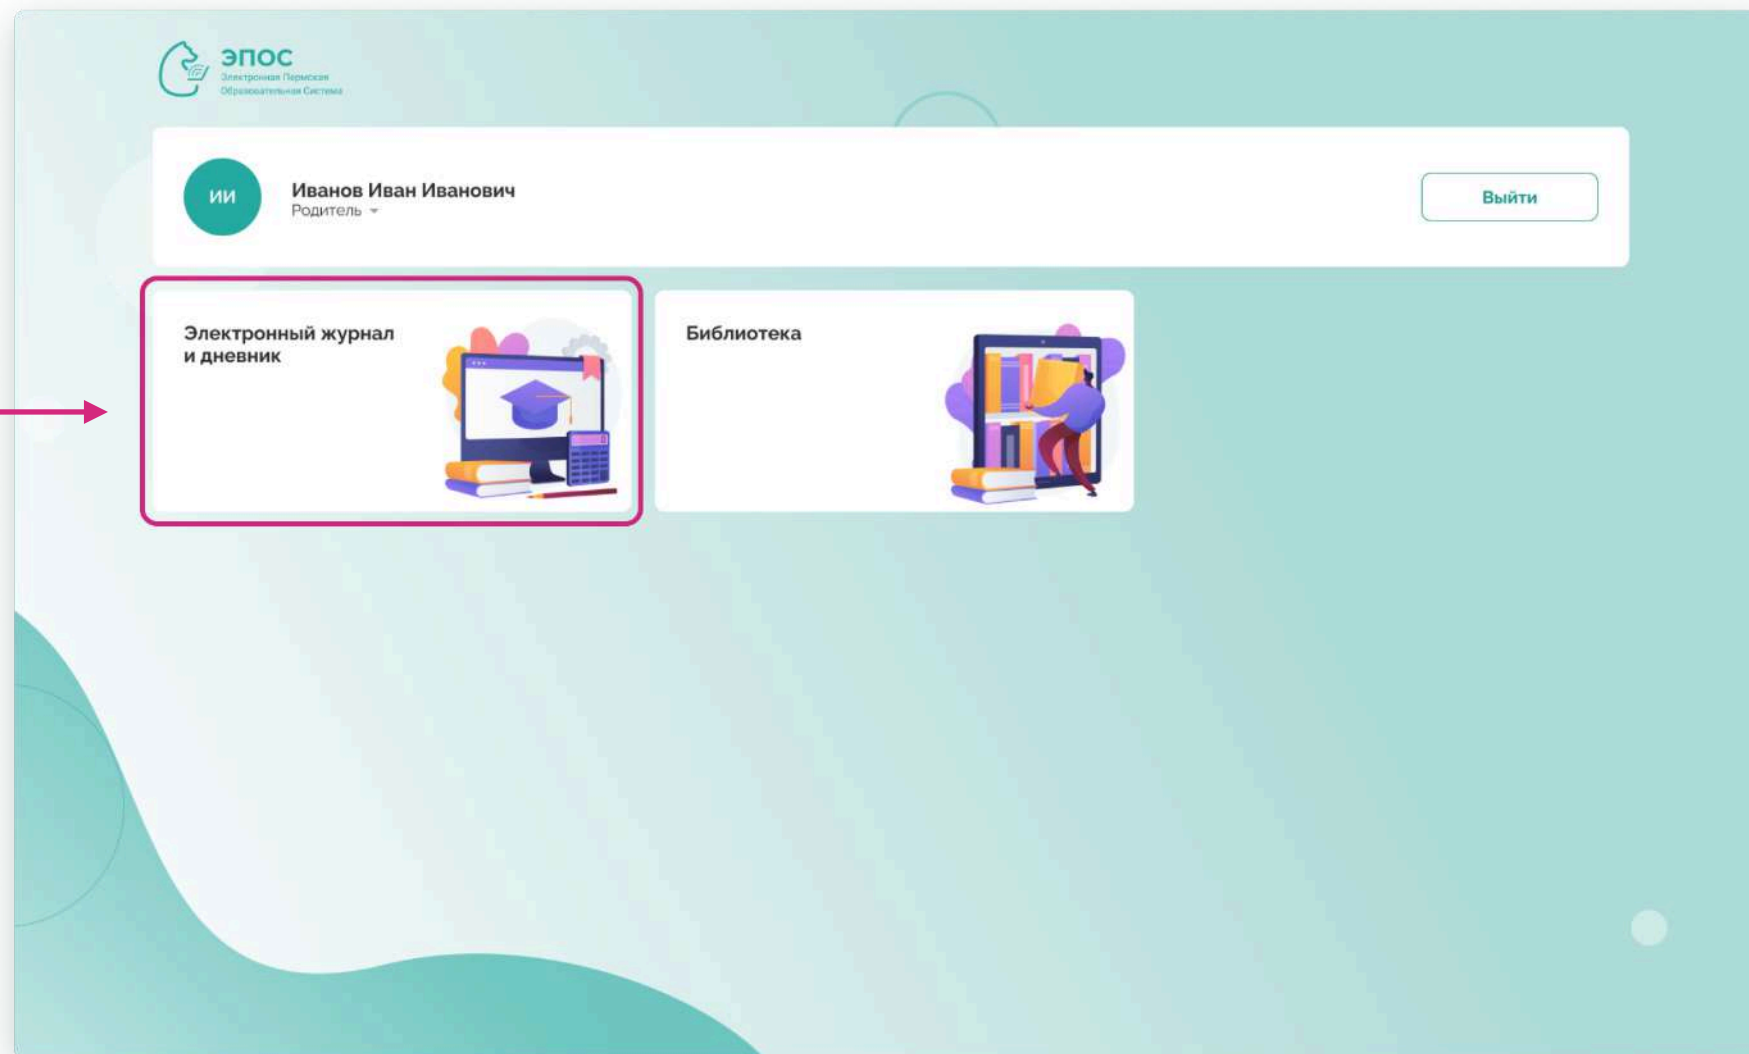 ЭПОС
Электронная Пермская
Образовательная Система
ИИ
Иванов Иван Иванович
Родитель
Выйти
Электронный журнал
и дневник
Библиотека